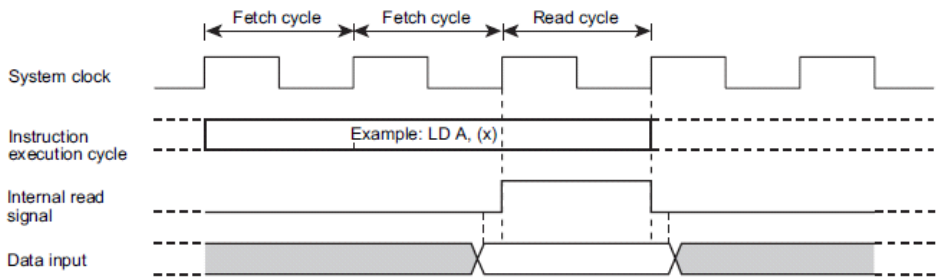 Fetch cycle
Fetch cycle
Read cycle
System clock
Instruction
execution cycle
Example: LD A, (x)
Internal read
signal
Data input